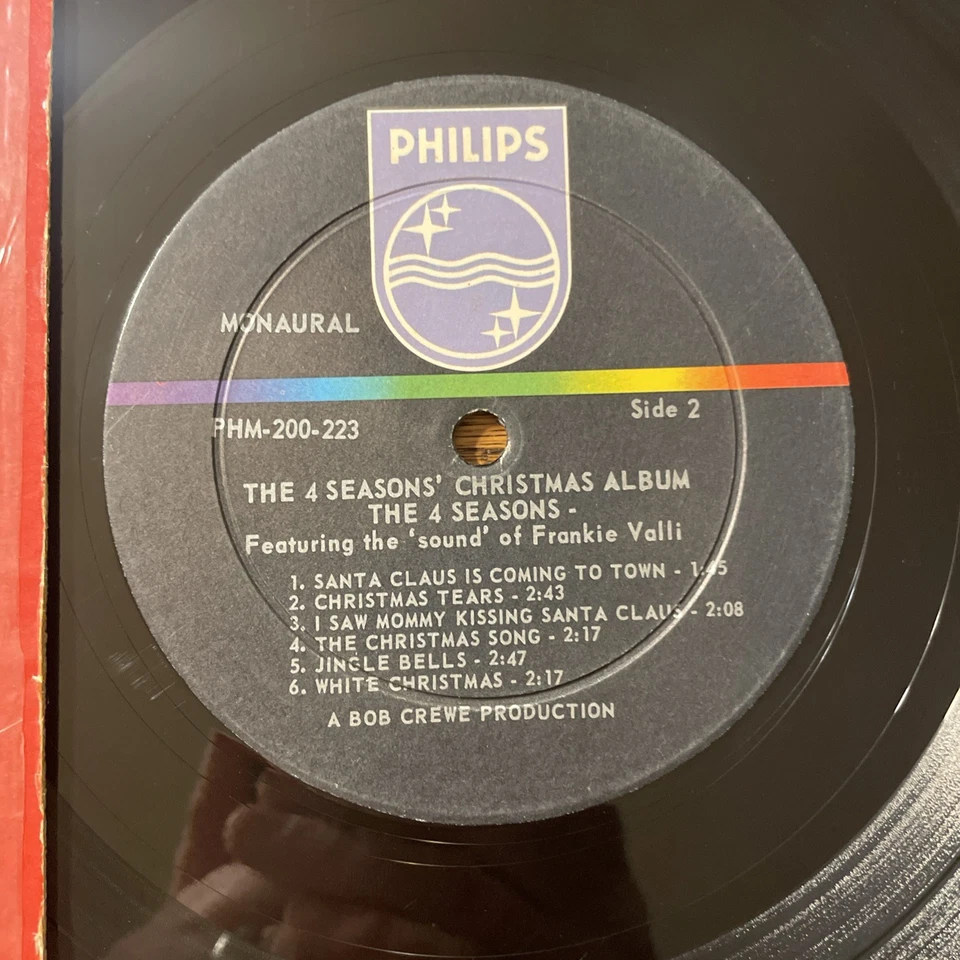 PHILIPS
MONAURAL
PHM-200-223
Side 2
THE 4 SEASONS' CHRISTMAS ALBUM
THE 4 SEASONS -
Featuring the 'sound' of Frankie Valli
1. SANTA CLAUS IS COMING TO TOWN - 1:45
2. CHRISTMAS TEARS - 2:43
3. I SAW MOMMY KISSING SANTA CLAUS - 2:08
4. THE CHRISTMAS SONG - 2:17
5. JINGLE BELLS - 2:47
6. WHITE CHRISTMAS - 2:17
A BOB CREWE PRODUCTION